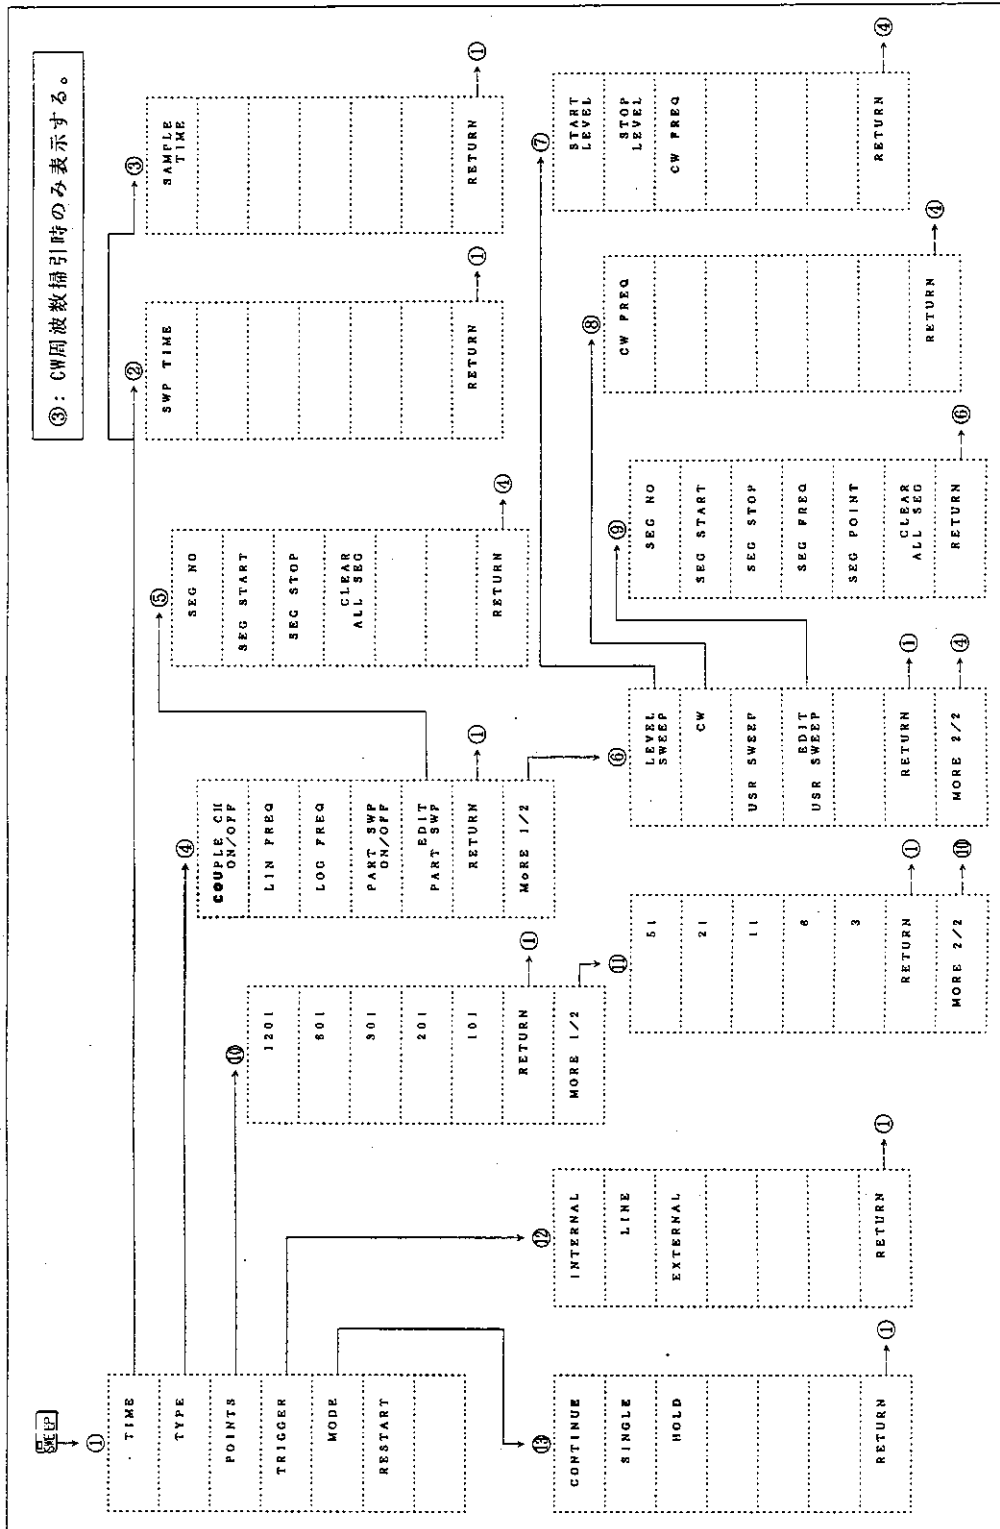 SWEEP
①
TIME
TYPE
POINTS
TRIGGER
MODE
RESTART
③: CW周波数掃引時のみ表示する。
②
SWP TIME
RETURN
①
③
SAMPLE
TIME
RETURN
①
④
COUPLE CH
ON/OFF
LIN FREQ
LOG FREQ
PART SWP
ON/OFF
EDIT
PART SWP
RETURN
①
MORE 1/2
⑤
SEG NO
SEG START
SEG STOP
CLEAR
ALL SEG
RETURN
④
⑥
LEVEL
SWEEP
CW
USR SWEEP
EDIT
USR SWEEP
RETURN
①
MORE 2/2
④
⑦
START
LEVEL
STOP
LEVEL
CW FREQ
RETURN
④
⑧
CW FREQ
RETURN
④
⑨
SEG NO
SEG START
SEG STOP
SEG FREQ
SEG POINT
CLEAR
ALL SEG
RETURN
⑥
⑩
1201
601
301
201
101
RETURN
①
MORE 1/2
⑪
51
21
11
6
3
RETURN
①
MORE 2/2
⑩
⑫
INTERNAL
LINE
EXTERNAL
RETURN
①
⑬
CONTINUE
SINGLE
HOLD
RETURN
①